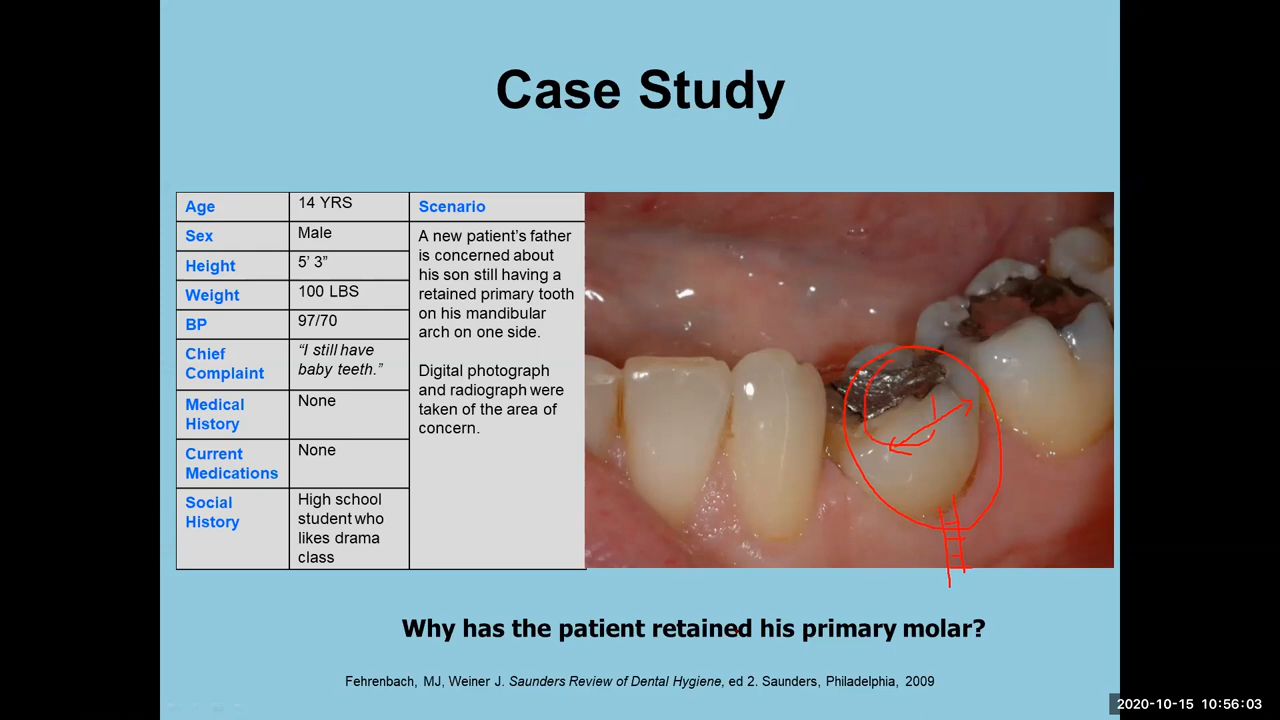 Case Study
Age
14 YRS
Sex
Male
Height
5’ 3”
Weight
100 LBS
BP
97/70
Chief
Complaint
“I still have
baby teeth.”
Medical
History
None
Current
Medications
None
Social
History
High school
student who
likes drama
class
Scenario
A new patient’s father
is concerned about
his son still having a
retained primary tooth
on his mandibular
arch on one side.
Digital photograph
and radiograph were
taken of the area of
concern.
Why has the patient retained his primary molar?
Fehrenbach, MJ, Weiner J. Saunders Review of Dental Hygiene, ed 2. Saunders, Philadelphia, 2009
2020-10-15 10:56:03